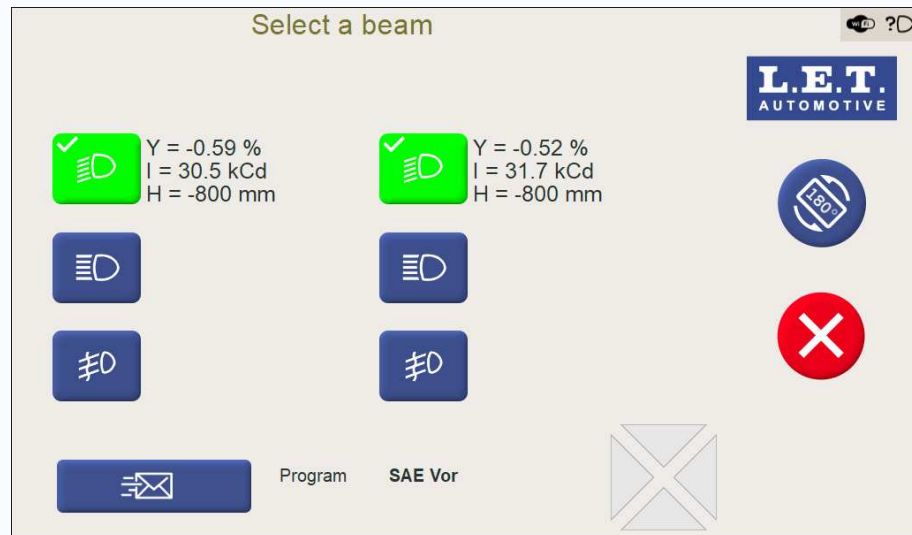 Select a beam
WiFi ?
L.E.T.
AUTOMOTIVE
Y = -0.59 %
I = 30.5 kCd
H = -800 mm
Y = -0.52 %
I = 31.7 kCd
H = -800 mm
180°
Program SAE Vor